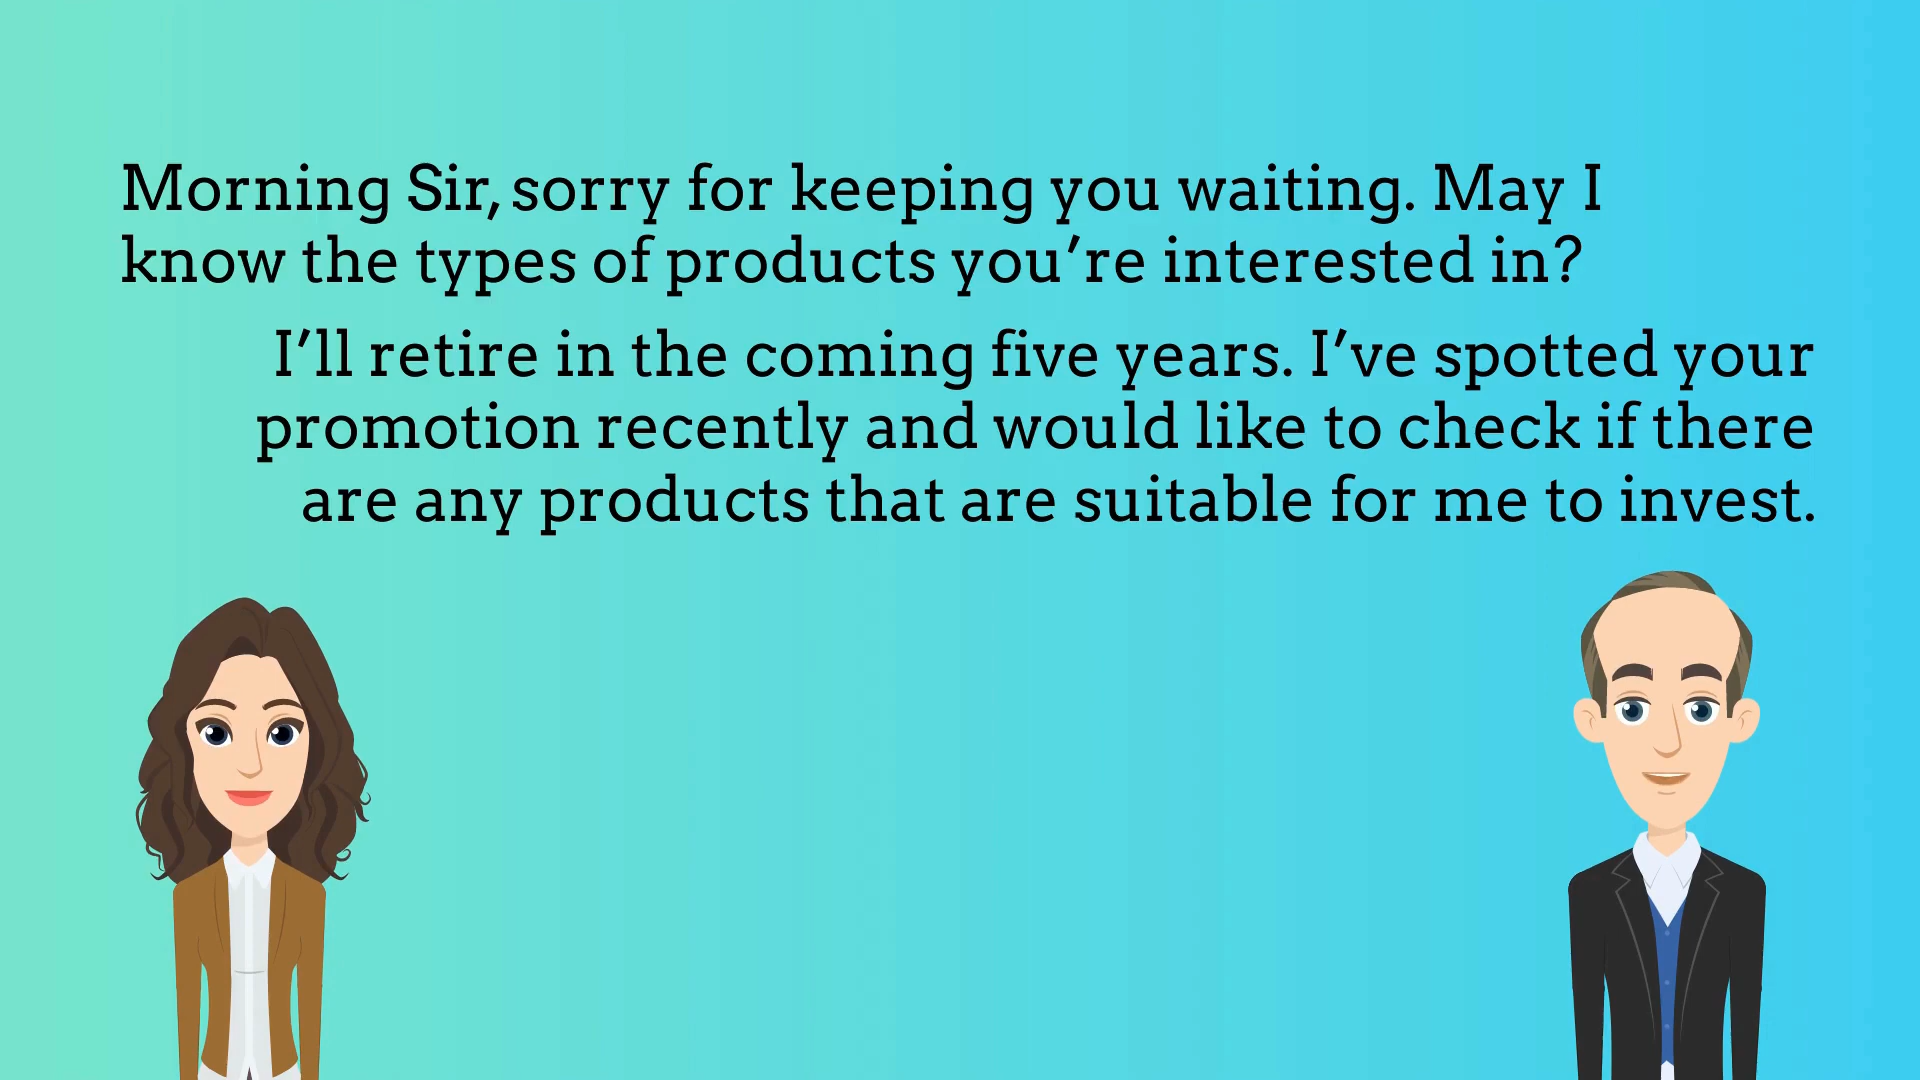 Morning Sir, sorry for keeping you waiting. May I
know the types of products you’re interested in?
I’ll retire in the coming five years. I’ve spotted your
promotion recently and would like to check if there
are any products that are suitable for me to invest.